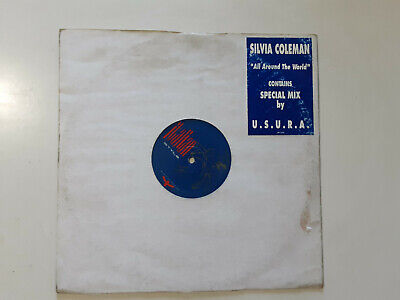 SILVIA COLEMAN
"All Around The World"
CONTAINS
SPECIAL MIX
by
U.S.U.R.A.